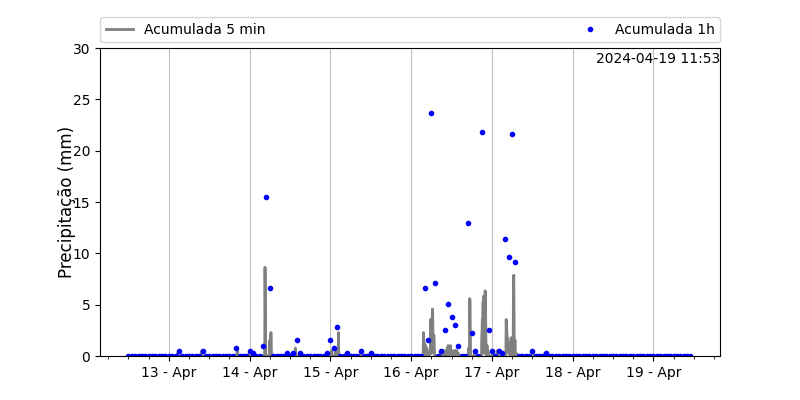 Acumulada 5 min
Acumulada 1h
2024-04-19 11:53
Precipitação (mm)
30
25
20
15
10
5
0
13 - Apr
14 - Apr
15 - Apr
16 - Apr
17 - Apr
18 - Apr
19 - Apr